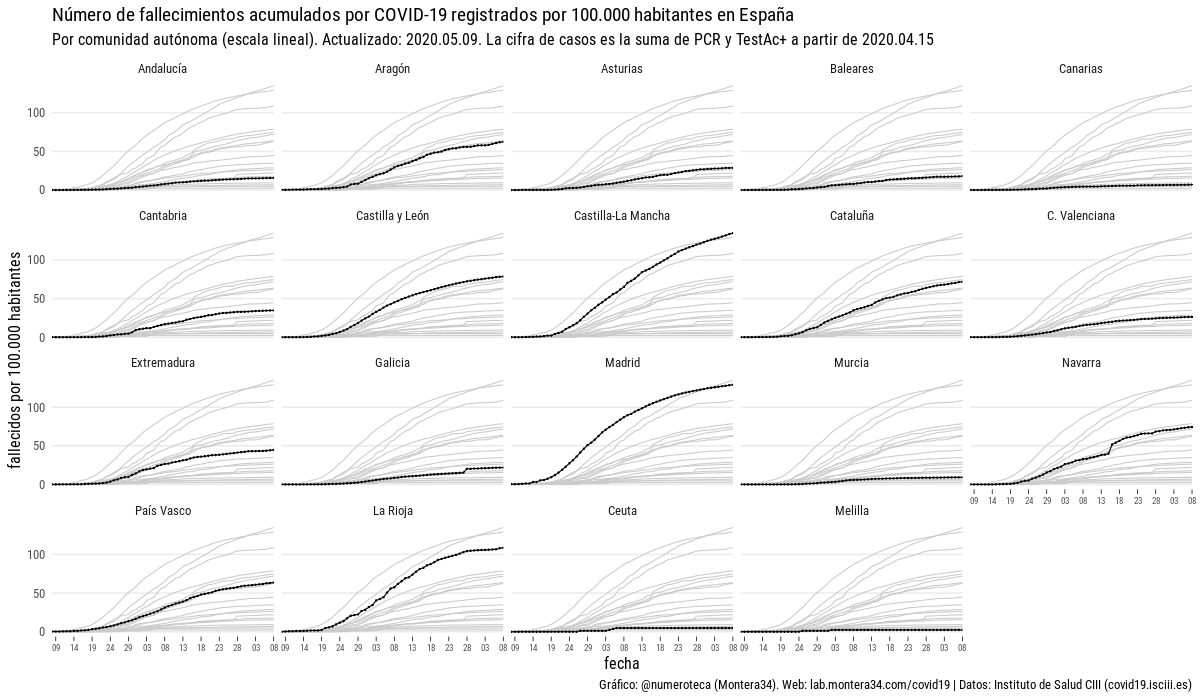 Número de fallecimientos acumulados por COVID-19 registrados por 100.000 habitantes en España
Por comunidad autónoma (escala lineal). Actualizado: 2020.05.09. La cifra de casos es la suma de PCR y TestAc+ a partir de 2020.04.15
Andalucía Aragón Asturias Baleares Canarias
100
50
0
Cantabria Castilla y León Castilla-La Mancha Cataluña C. Valenciana
100
50
0
fallecidos por 100.000 habitantes
Extremadura Galicia Madrid Murcia Navarra
100
50
0
09 14 19 24 29 03 08 13 18 23 28 03 08
País Vasco La Rioja Ceuta Melilla
100
50
0
09 14 19 24 29 03 08 13 18 23 28 03 08 09 14 19 24 29 03 08 13 18 23 28 03 08 09 14 19 24 29 03 08 13 18 23 28 03 08 09 14 19 24 29 03 08 13 18 23 28 03 08
fecha
Gráfico: @numeroteca (Montera34). Web: lab.montera34.com/covid19 | Datos: Instituto de Salud CIII (covid19.isciii.es)